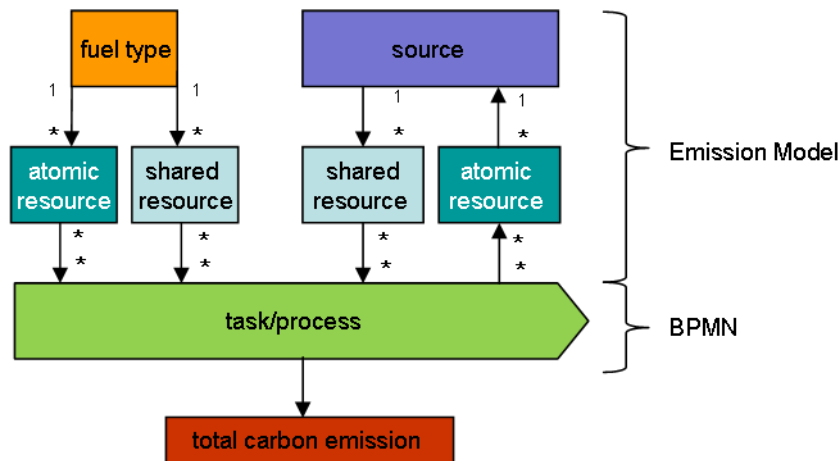 fuel type
source
1
1
1
1
*
*
*
*
atomic
resource
shared
resource
shared
resource
atomic
resource
Emission Model
*
*
*
*
*
*
*
*
task/process
BPMN
total carbon emission